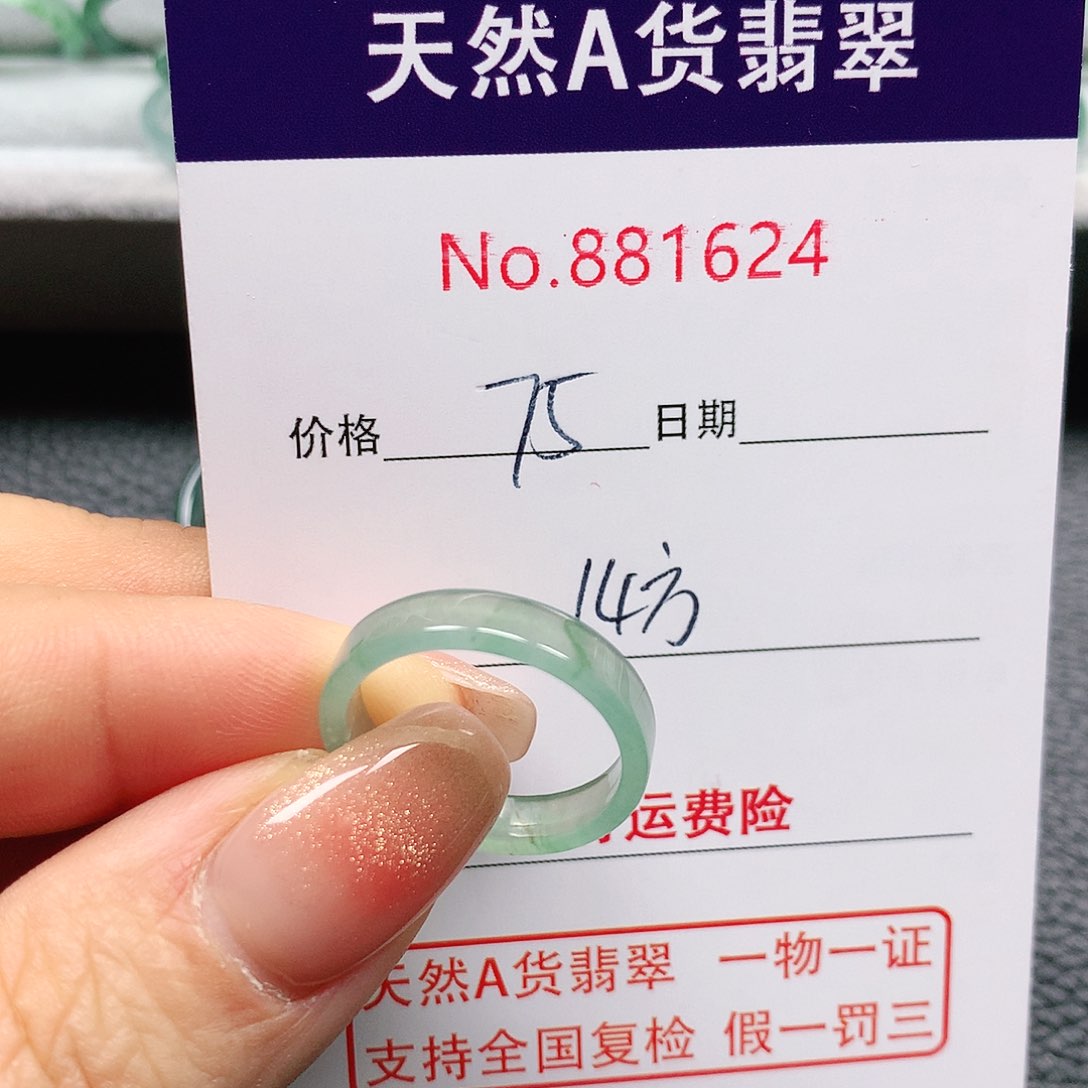 天然A货翡翠
No.881624
价格 75 日期
14方
运费险
天然A货翡翠 一物一证
支持全国复检 假一罚三